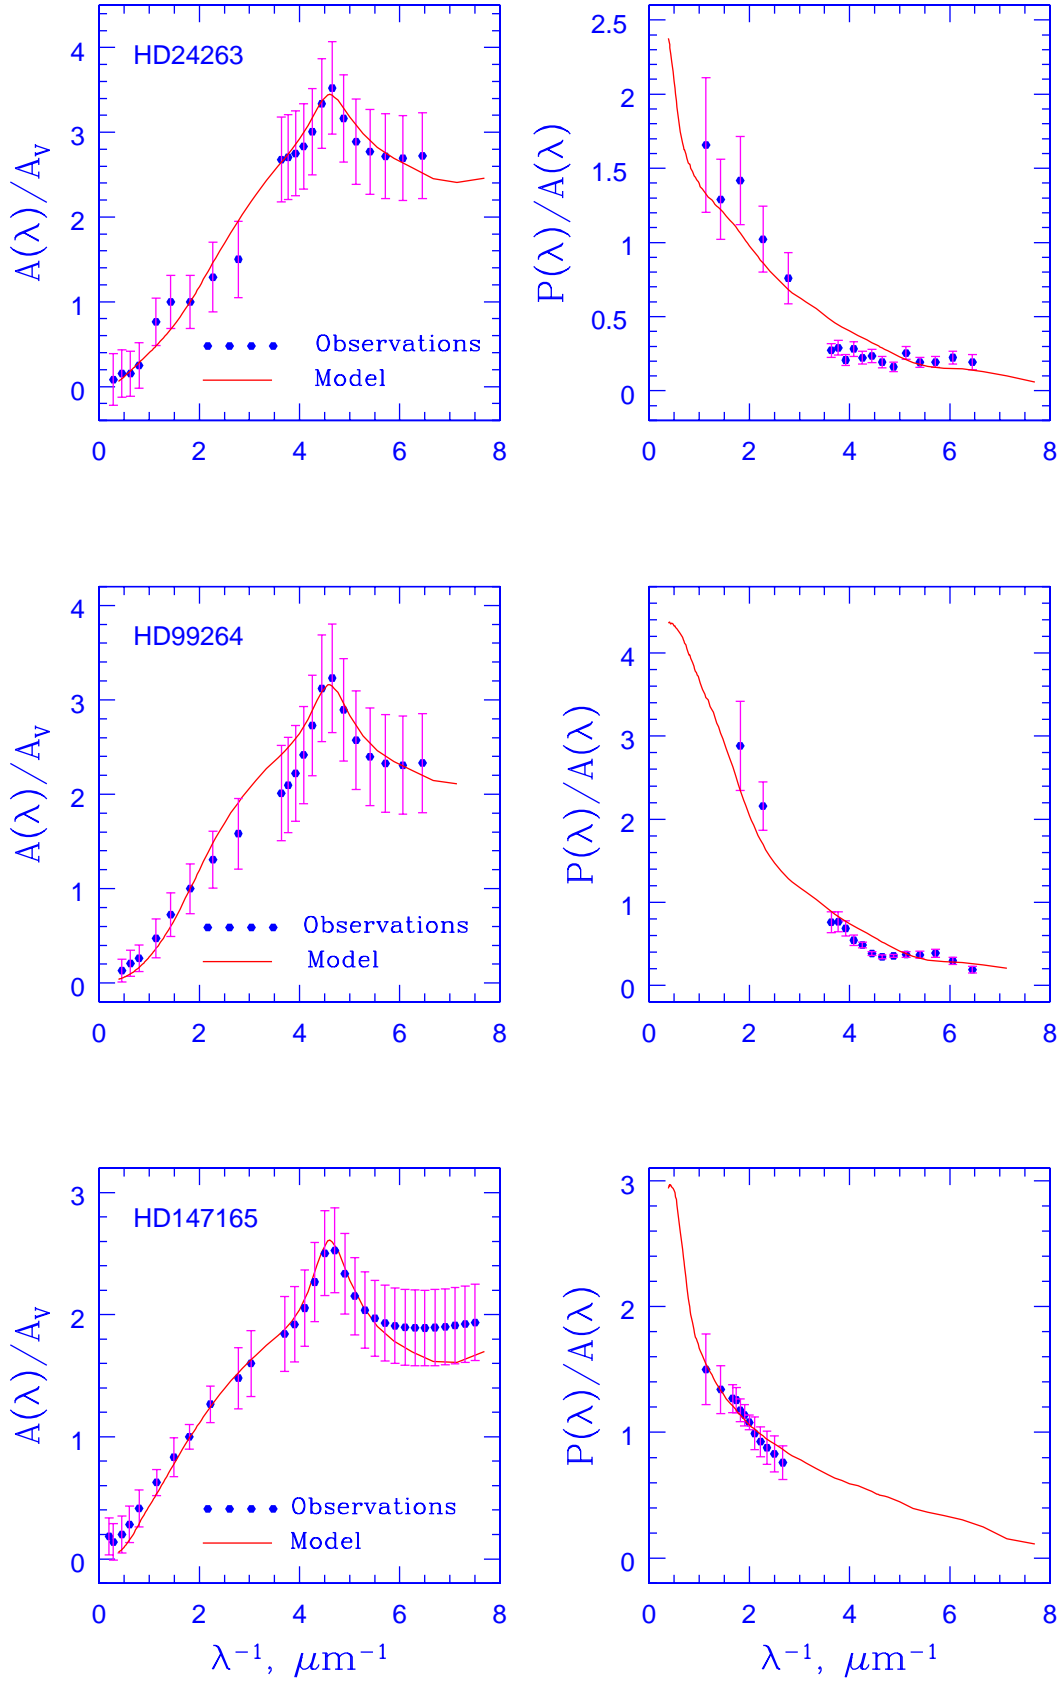 HD24263
A(λ)/A_V
4
3
2
1
0
Observations
Model
0 2 4 6 8
P(λ)/A(λ)
2.5
2
1.5
1
0.5
0
0 2 4 6 8
HD99264
A(λ)/A_V
4
3
2
1
0
Observations
Model
0 2 4 6 8
P(λ)/A(λ)
4
3
2
1
0
0 2 4 6 8
HD147165
A(λ)/A_V
3
2
1
0
Observations
Model
0 2 4 6 8
λ⁻¹, μm⁻¹
P(λ)/A(λ)
3
2
1
0
0 2 4 6 8
λ⁻¹, μm⁻¹